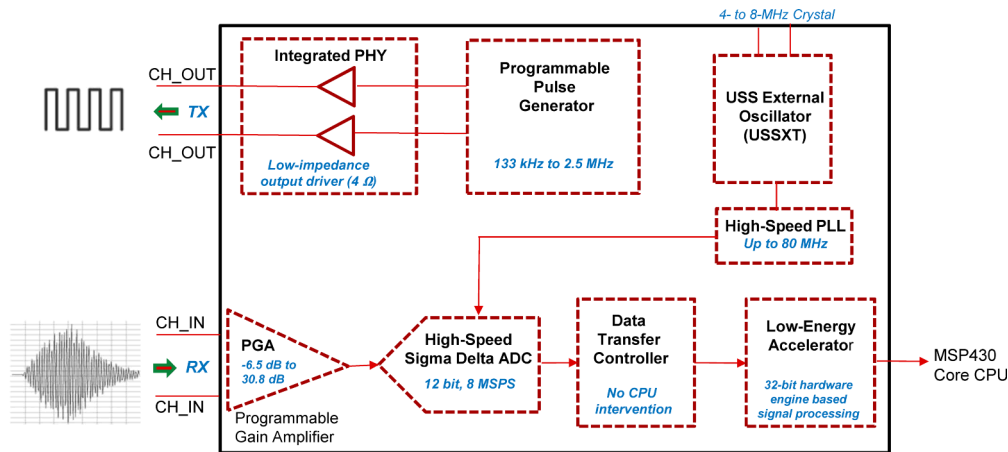 4- to 8-MHz Crystal
Integrated PHY
CH_OUT
TX
CH_OUT
Low-impedance
output driver (4 Ω)
Programmable
Pulse
Generator
133 kHz to 2.5 MHz
USS External
Oscillator
(USSXT)
High-Speed PLL
Up to 80 MHz
CH_IN
RX
CH_IN
PGA
-6.5 dB to
30.8 dB
Programmable
Gain Amplifier
High-Speed
Sigma Delta ADC
12 bit, 8 MSPS
Data
Transfer
Controller
No CPU
intervention
Low-Energy
Accelerator
32-bit hardware
engine based
signal processing
MSP430
Core CPU